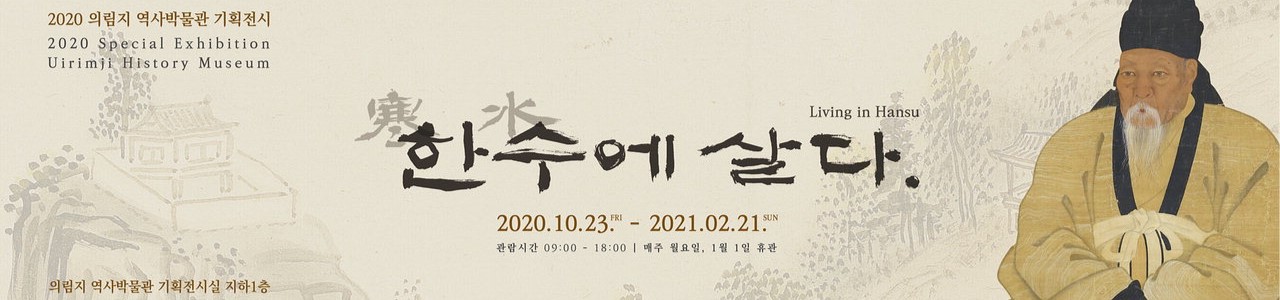 2020 의림지 역사박물관 기획전시
2020 Special Exhibition
Uirimji History Museum
寒 水
Living in Hansu
한수에 살다.
2020.10.23.FRI - 2021.02.21.SUN
관람시간 09:00 - 18:00 | 매주 월요일, 1월 1일 휴관
의림지 역사박물관 기획전시실 지하1층